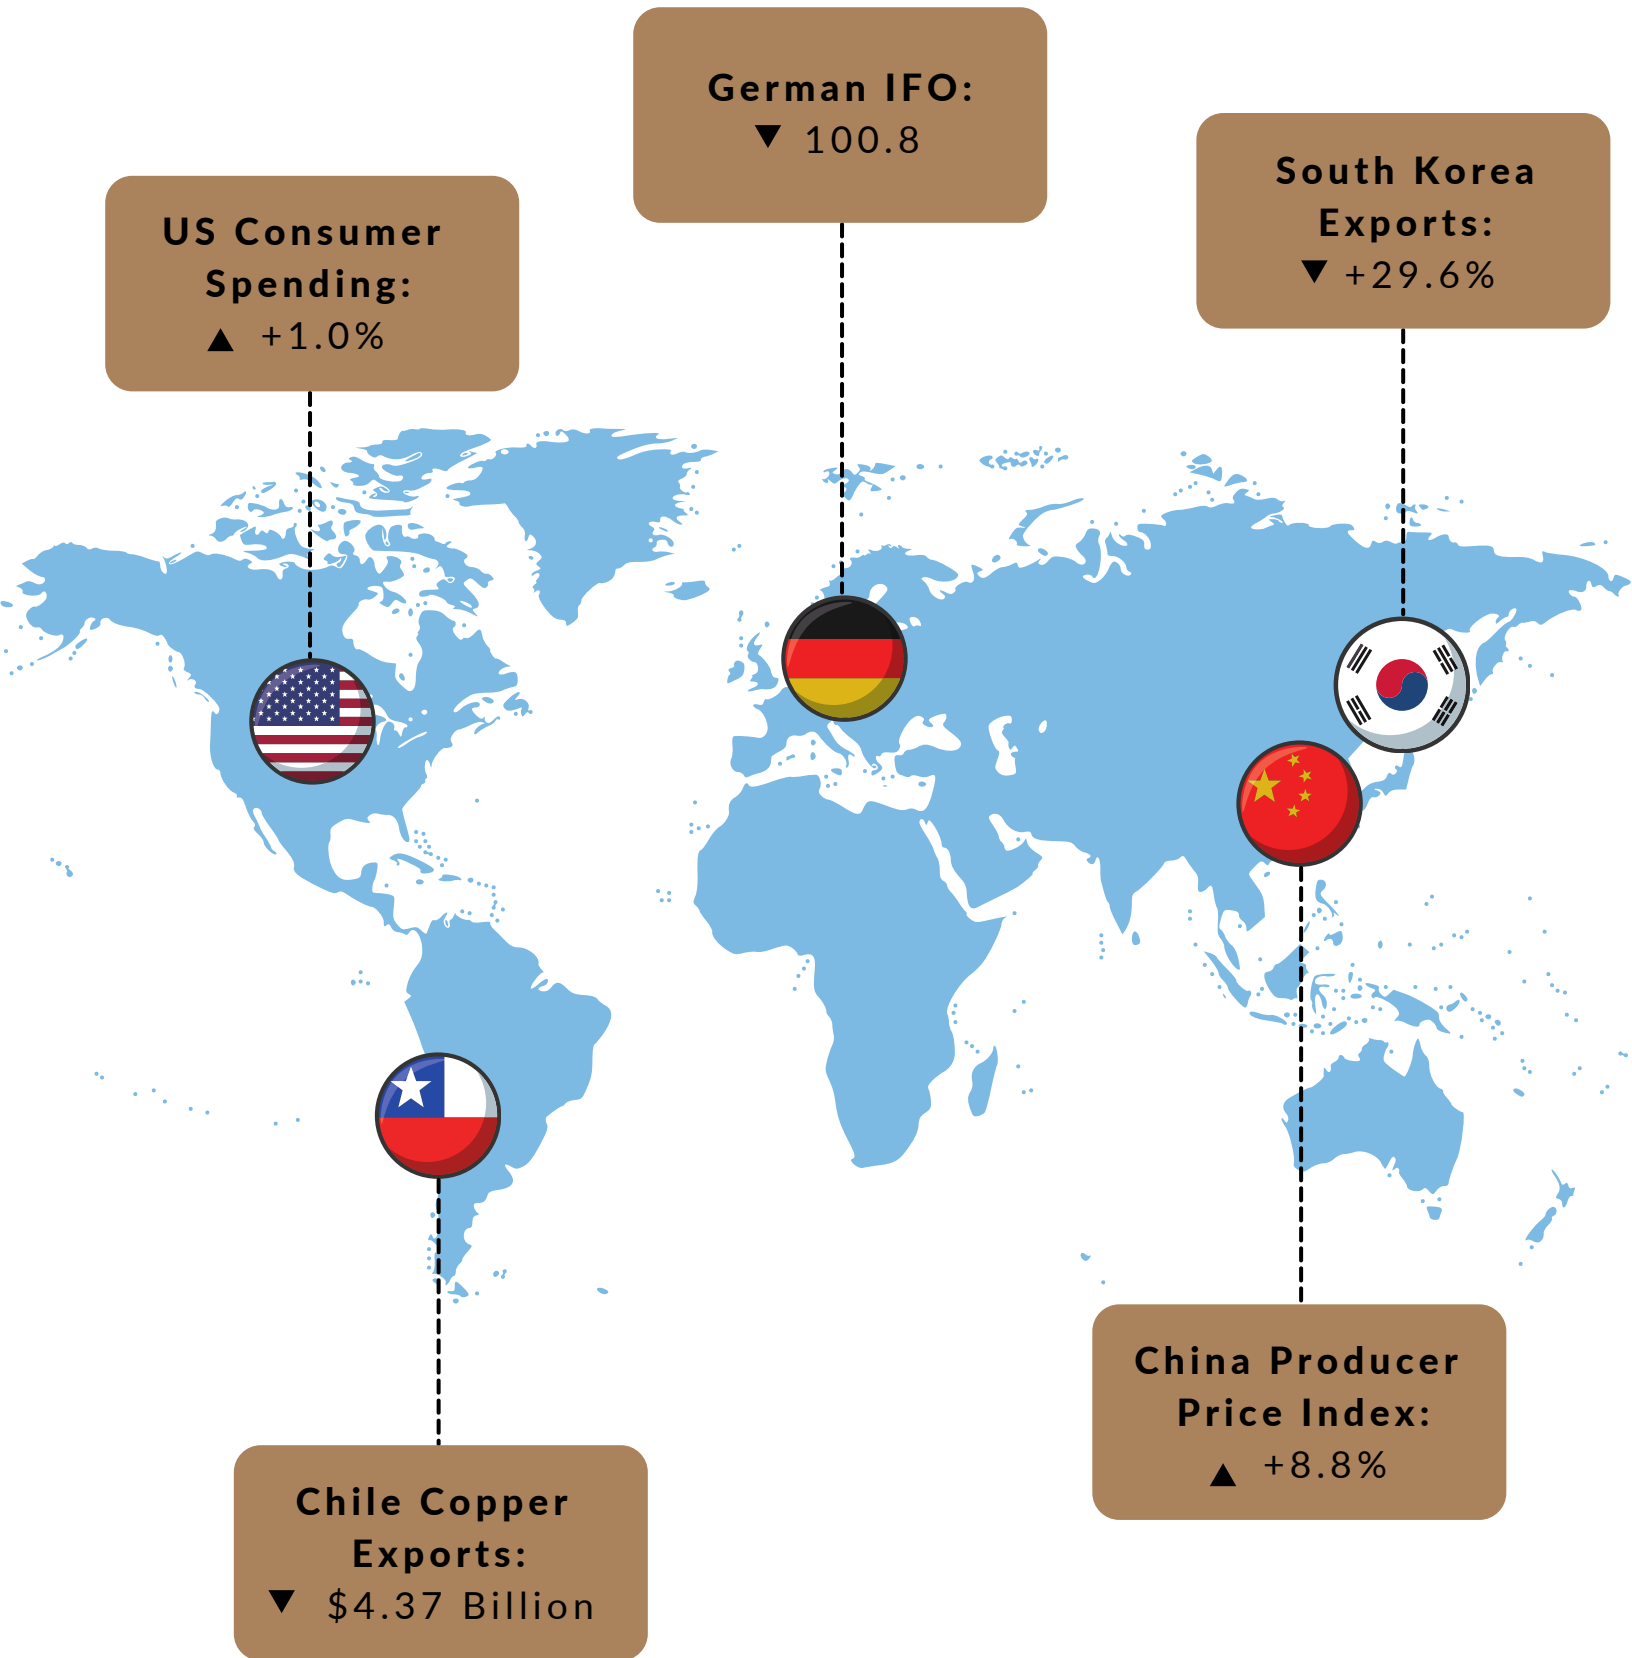 German IFO:
▼ 100.8
South Korea
Exports:
▼ +29.6%
US Consumer
Spending:
▲ +1.0%
China Producer
Price Index:
▲ +8.8%
Chile Copper
Exports:
▼ $4.37 Billion